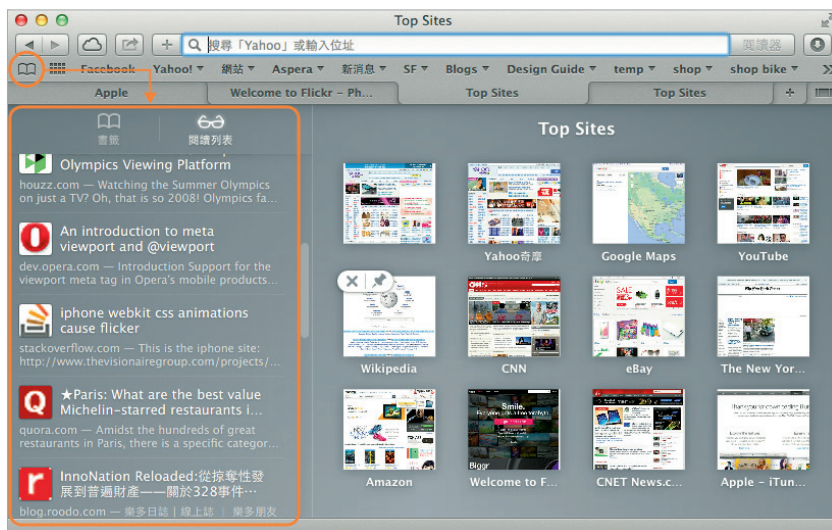 Top Sites
搜尋「Yahoo」或輸入位址
閱讀器
Facebook Yahoo! 網站 Aspera 新消息 SF Blogs Design Guide temp shop shop bike
Apple Welcome to Flickr – Ph... Top Sites Top Sites
書籤 閱讀列表
Olympics Viewing Platform
houzz.com — Watching the Summer Olympics
on just a TV? Oh, that is so 2008! Olympics fa...
An introduction to meta
viewport and @viewport
dev.opera.com — Introduction Support for the
viewport meta tag in Opera's mobile products...
iphone webkit css animations
cause flicker
stackoverflow.com — This is the iphone site:
http://www.thevisionairegroup.com/projects/...
★Paris: What are the best value
Michelin-starred restaurants i...
quora.com — Amidst the hundreds of great
restaurants in Paris, there is a specific categor...
InnoNation Reloaded:從掠奪性發
展到普遍財產——關於328事件…
blog.roodo.com — 樂多日誌 | 線上誌 | 樂多朋友
Top Sites
Yahoo奇摩 Google Maps YouTube
Wikipedia CNN eBay The New Yor...
Smile.
Biggr
Amazon Welcome to F... CNET News.c... Apple – iTun...